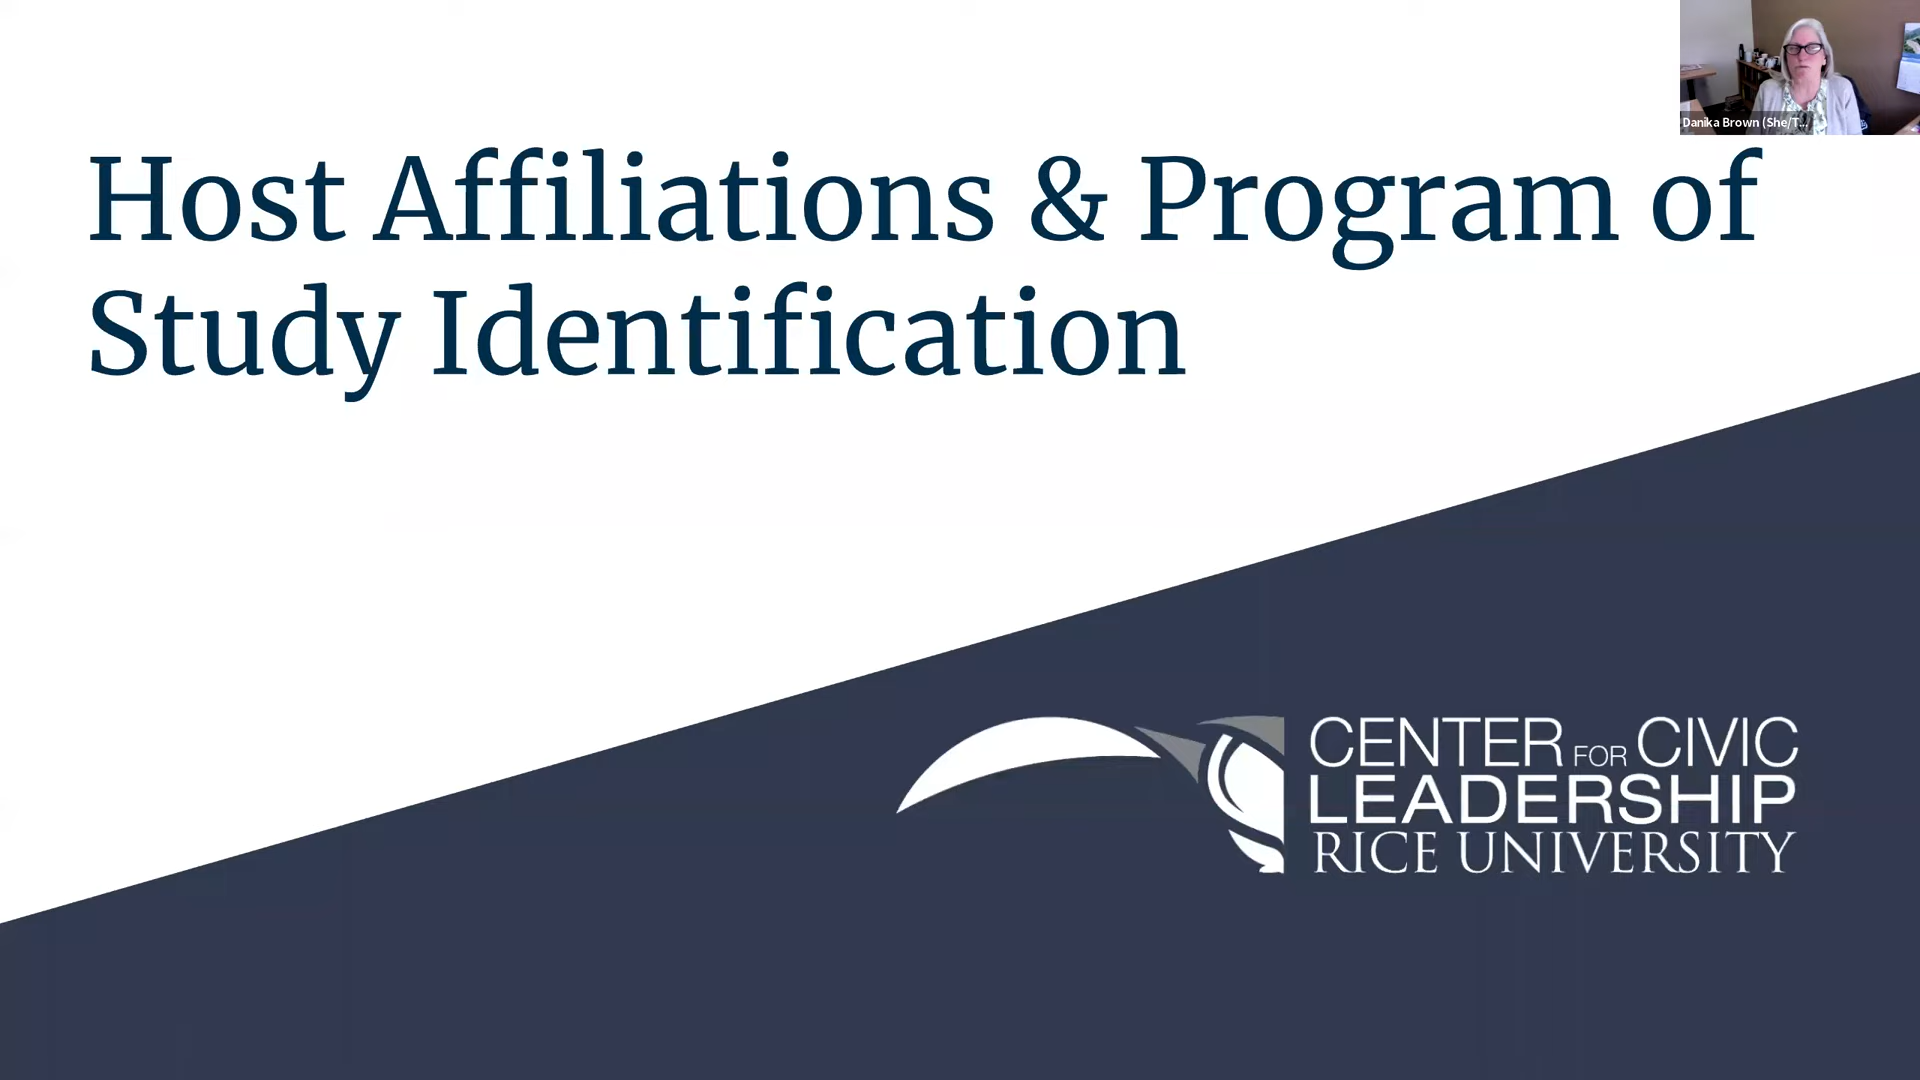 Danika Brown (She/T...
Host Affiliations & Program of
Study Identification
CENTER FOR CIVIC
LEADERSHIP
RICE UNIVERSITY